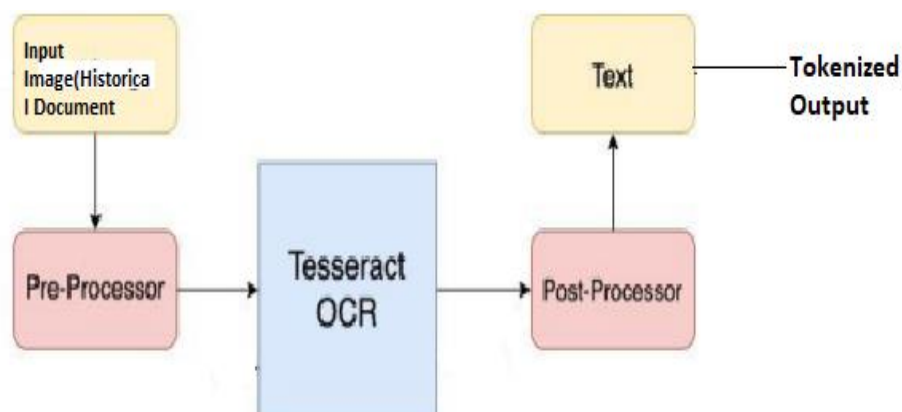 Input
Image(Historica
l Document
Pre-Processor
Tesseract
OCR
Post-Processor
Text
Tokenized
Output